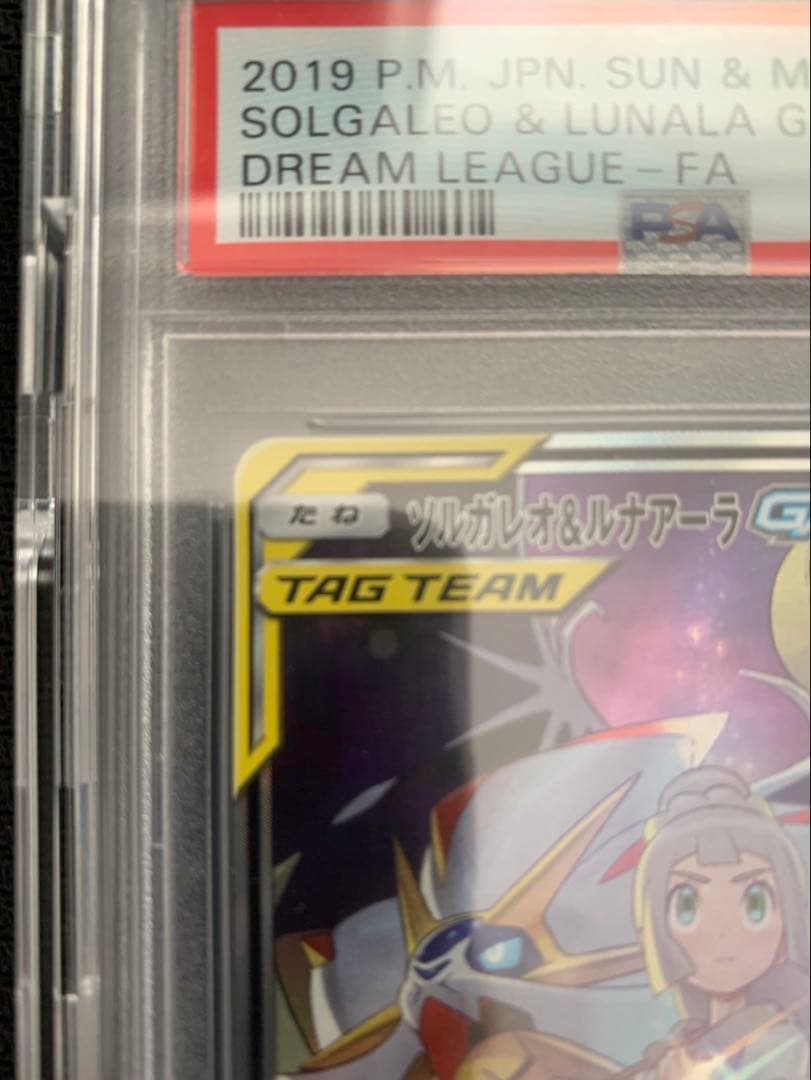 2019 P.M. JPN. SUN & M
SOLGALEO & LUNALA G
DREAM LEAGUE-FA
PSA
たね ソルガレオ&ルナアーラ G
TAG TEAM